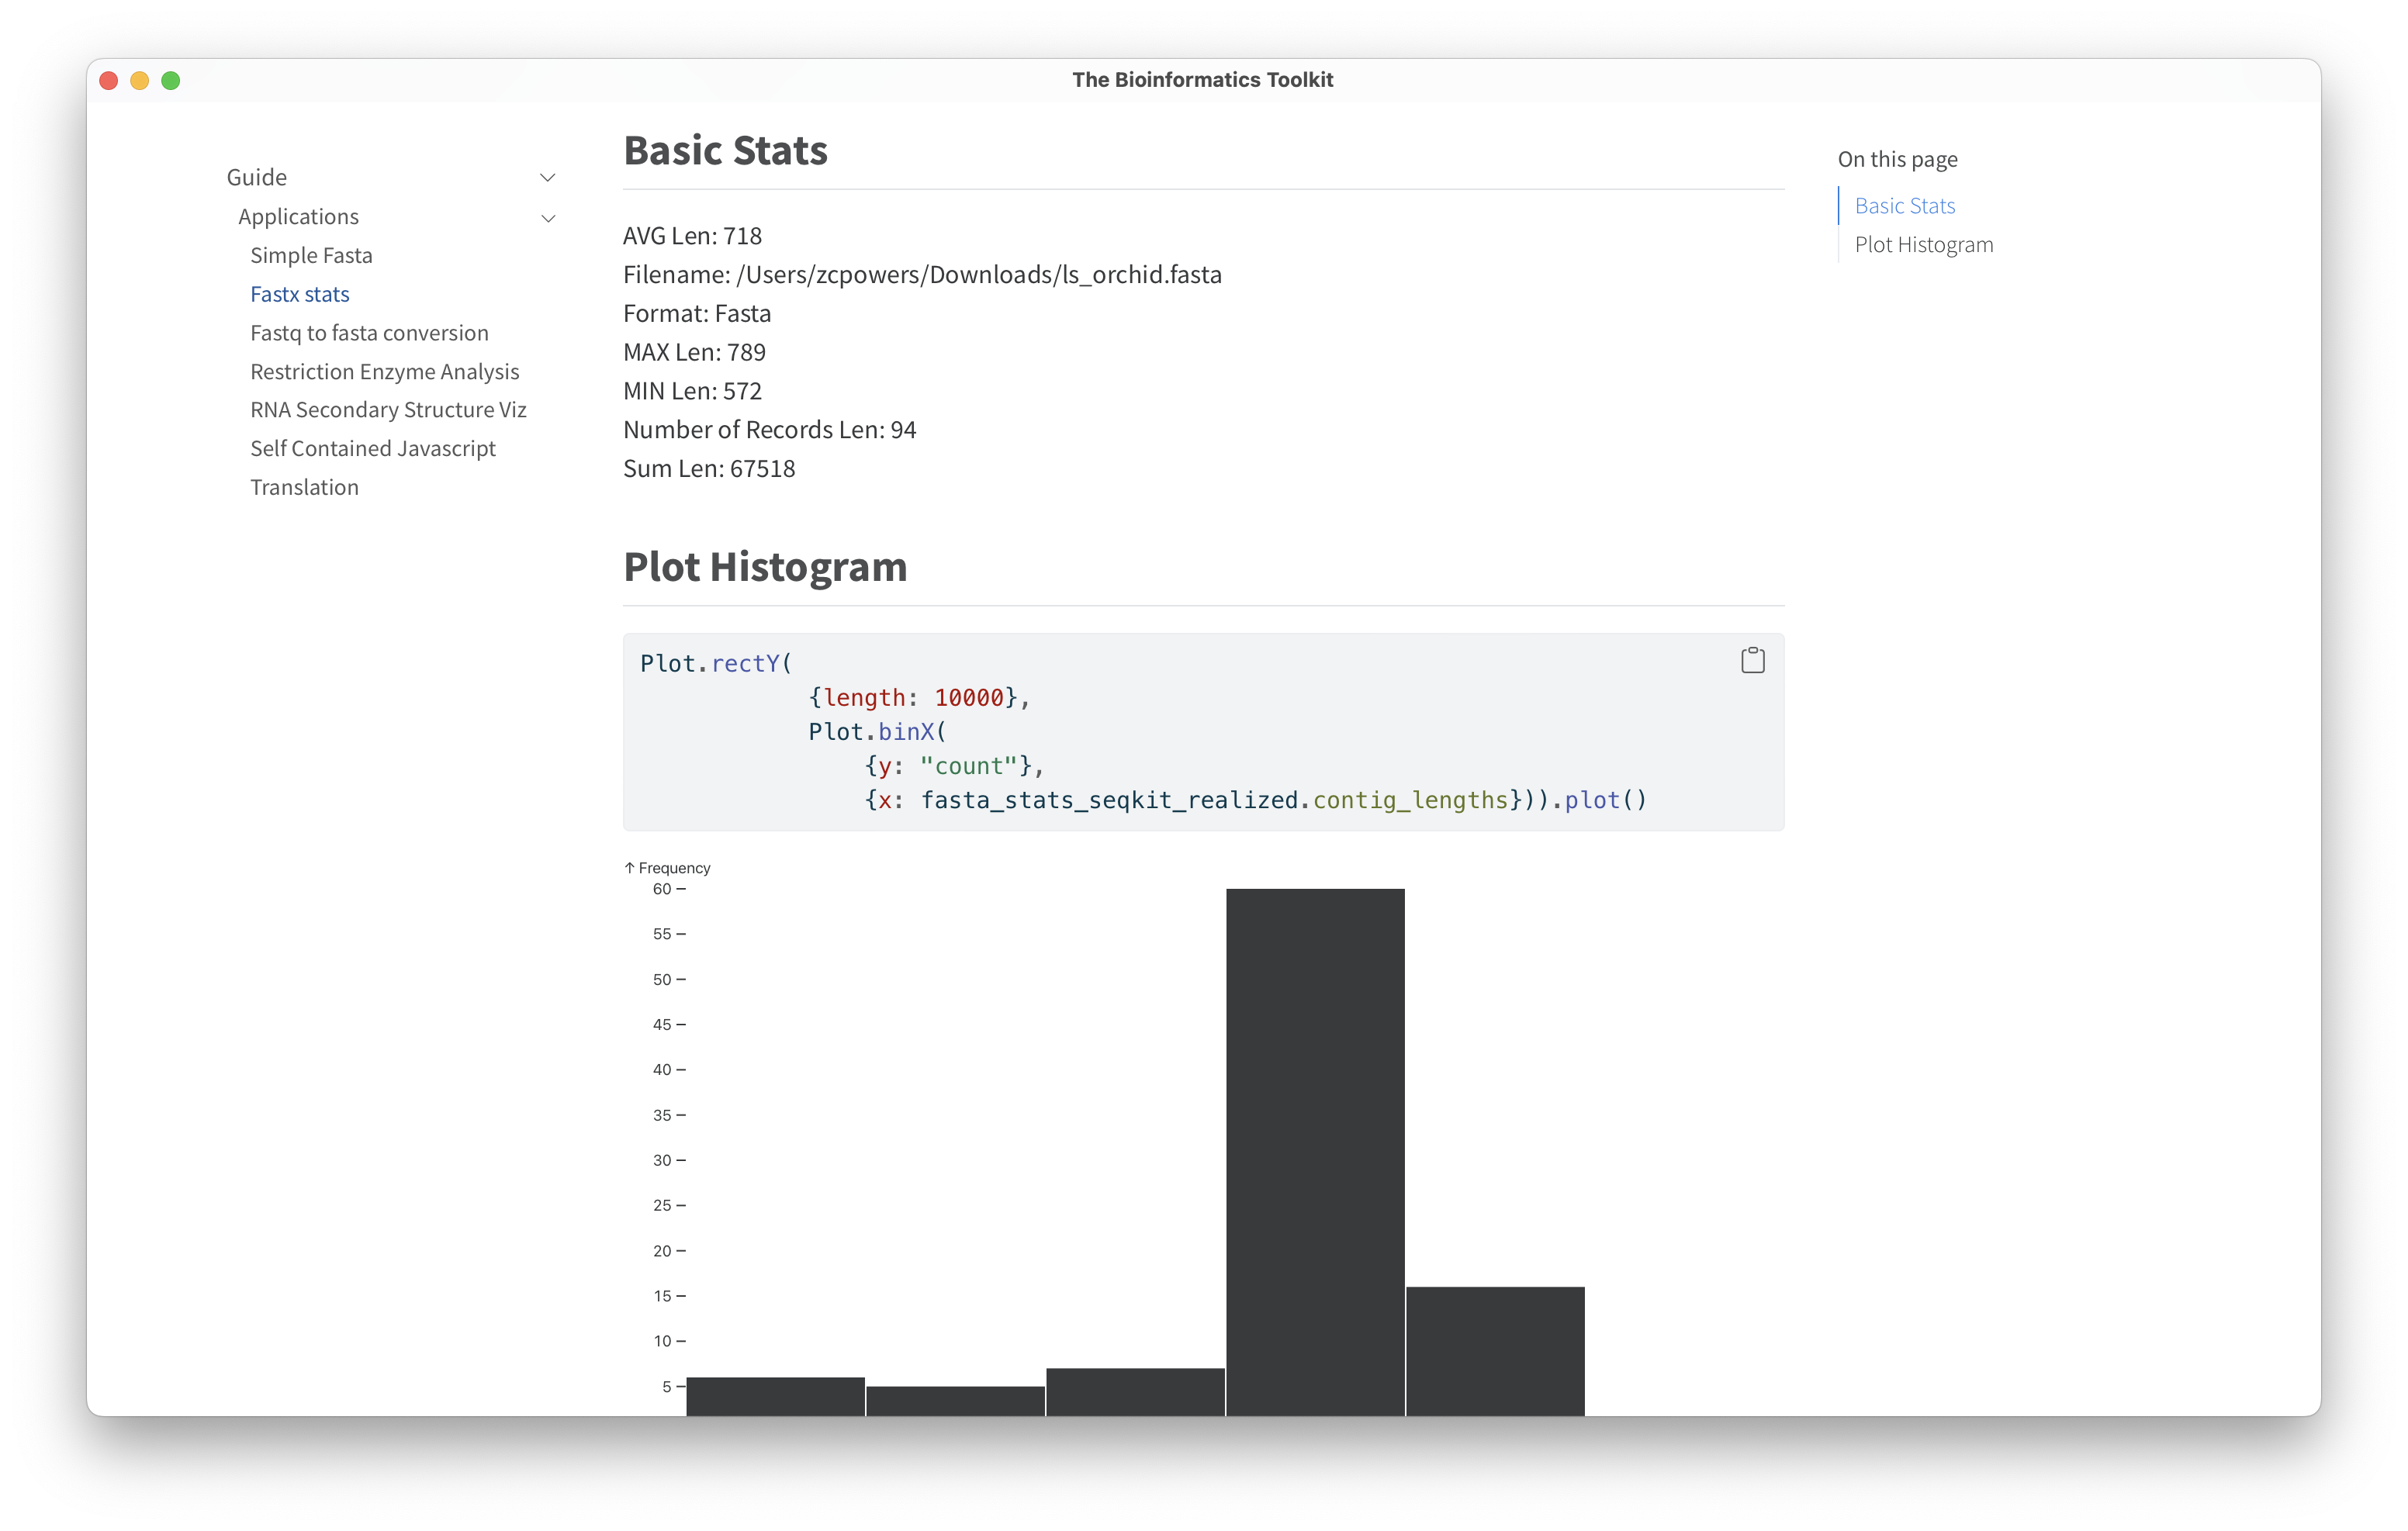 The Bioinformatics Toolkit
Guide
Applications
Simple Fasta
Fastx stats
Fastq to fasta conversion
Restriction Enzyme Analysis
RNA Secondary Structure Viz
Self Contained Javascript
Translation
Basic Stats
AVG Len: 718
Filename: /Users/zcpowers/Downloads/ls_orchid.fasta
Format: Fasta
MAX Len: 789
MIN Len: 572
Number of Records Len: 94
Sum Len: 67518
Plot Histogram
Plot.rectY(
            {length: 10000},
            Plot.binX(
                {y: "count"},
                {x: fasta_stats_seqkit_realized.contig_lengths})).plot()
↑ Frequency
60
55
50
45
40
35
30
25
20
15
10
5
On this page
Basic Stats
Plot Histogram